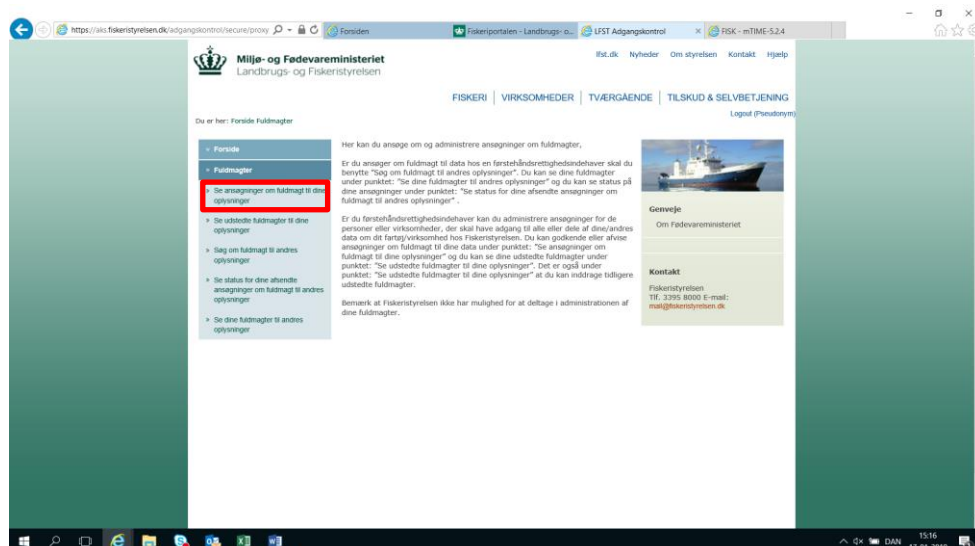 https://aks.fiskeristyrelsen.dk/adgangskontrol/secure/proxy
Forsiden
Fiskeriportalen - Landbrugs- o...
LFST Adgangskontrol
FISK - mTIME-5.2.4
Miljø- og Fødevareministeriet
Landbrugs- og Fiskeristyrelsen
lfst.dk Nyheder Om styrelsen Kontakt Hjælp
FISKERI | VIRKSOMHEDER | TVÆRGÅENDE | TILSKUD & SELVBETJENING
Logout (Pseudonym)
Du er her: Forside Fuldmagter
Forside
Fuldmagter
Se ansøgninger om fuldmagt til dine
oplysninger
Se udstedte fuldmagter til dine
oplysninger
Søg om fuldmagt til andres
oplysninger
Se status for dine afsendte
ansøgninger om fuldmagt til andres
oplysninger
Se dine fuldmagter til andres
oplysninger
Her kan du ansøge om og administrere ansøgninger om fuldmagter,
Er du ansøger om fuldmagt til data hos en førstehåndsrettighedsindehaver skal du
benytte "Søg om fuldmagt til andres oplysninger". Du kan se dine fuldmagter
under punktet: "Se dine fuldmagter til andres oplysninger" og du kan se status på
dine ansøgninger under punktet: "Se status for dine afsendte ansøgninger om
fuldmagt til andres oplysninger" .
Er du førstehåndsrettighedsindehaver kan du administrere ansøgninger for de
personer eller virksomheder, der skal have adgang til alle eller dele af dine/andres
data om dit fartøj/virksomhed hos Fiskeristyrelsen. Du kan godkende eller afvise
ansøgninger om fuldmagt til dine data under punktet: "Se ansøgninger om
fuldmagt til dine oplysninger" og du kan se dine udstedte fuldmagter under
punktet: "Se udstedte fuldmagter til dine oplysninger". Det er også under
punktet: "Se udstedte fuldmagter til dine oplysninger" at du kan inddrage tidligere
udstedte fuldmagter.
Bemærk at Fiskeristyrelsen ikke har mulighed for at deltage i administrationen af
dine fuldmagter.
Genveje
Om Fødevareministeriet
Kontakt
Fiskeristyrelsen
Tlf. 3395 8000 E-mail:
mail@fiskeristyrelsen.dk
DAN
15:16